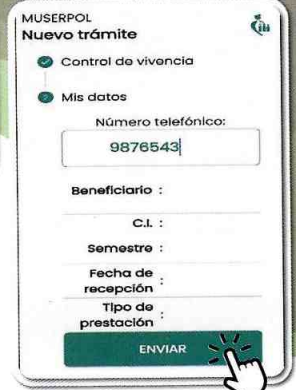 MUSERPOL
Nuevo trámite
Control de vivencia
Mis datos
Número telefónico:
9876543
Beneficiario :
C.I. :
Semestre :
Fecha de
recepción :
Tipo de
prestación :
ENVIAR